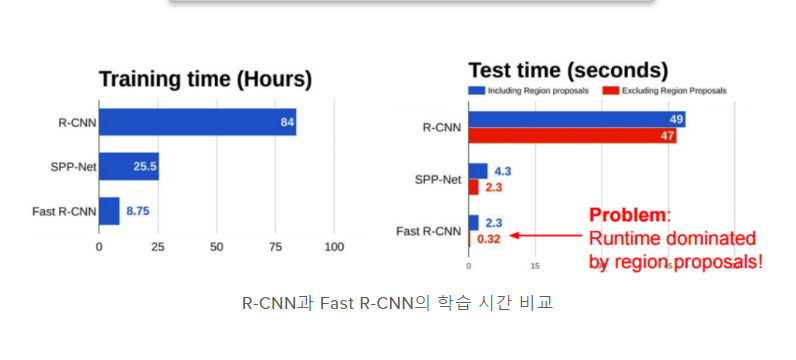 Training time (Hours)
R-CNN
84
SPP-Net
25.5
Fast R-CNN
8.75
0 25 50 75 100
Test time (seconds)
Including Region proposals Excluding Region Proposals
R-CNN
49
47
SPP-Net
4.3
2.3
Fast R-CNN
2.3
0.32
Problem:
Runtime dominated
by region proposals!
0 15 30 45
R-CNN과 Fast R-CNN의 학습 시간 비교